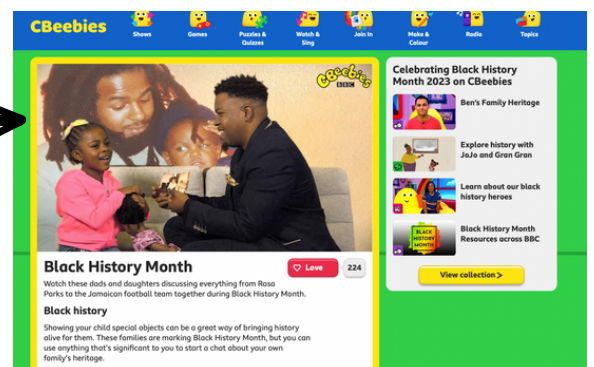 CBeebies
Shows
Games
Puzzles &
Quizzes
Watch &
Sing
Join In
Make &
Colour
Radio
Topics
CBeebies
BBC
Black History Month
Love
224
Watch these dads and daughters discussing everything from Rosa
Parks to the Jamaican football team together during Black History Month.
Black history
Showing your child special objects can be a great way of bringing history
alive for them. These families are marking Black History Month, but you can
use anything that's significant to you to start a chat about your own
family's heritage.
Celebrating Black History
Month 2023 on CBeebies
Ben's Family Heritage
Explore history with
JoJo and Gran Gran
Learn about our black
history heroes
BLACK
HISTORY
MONTH
Black History Month
Resources across BBC
View collection >